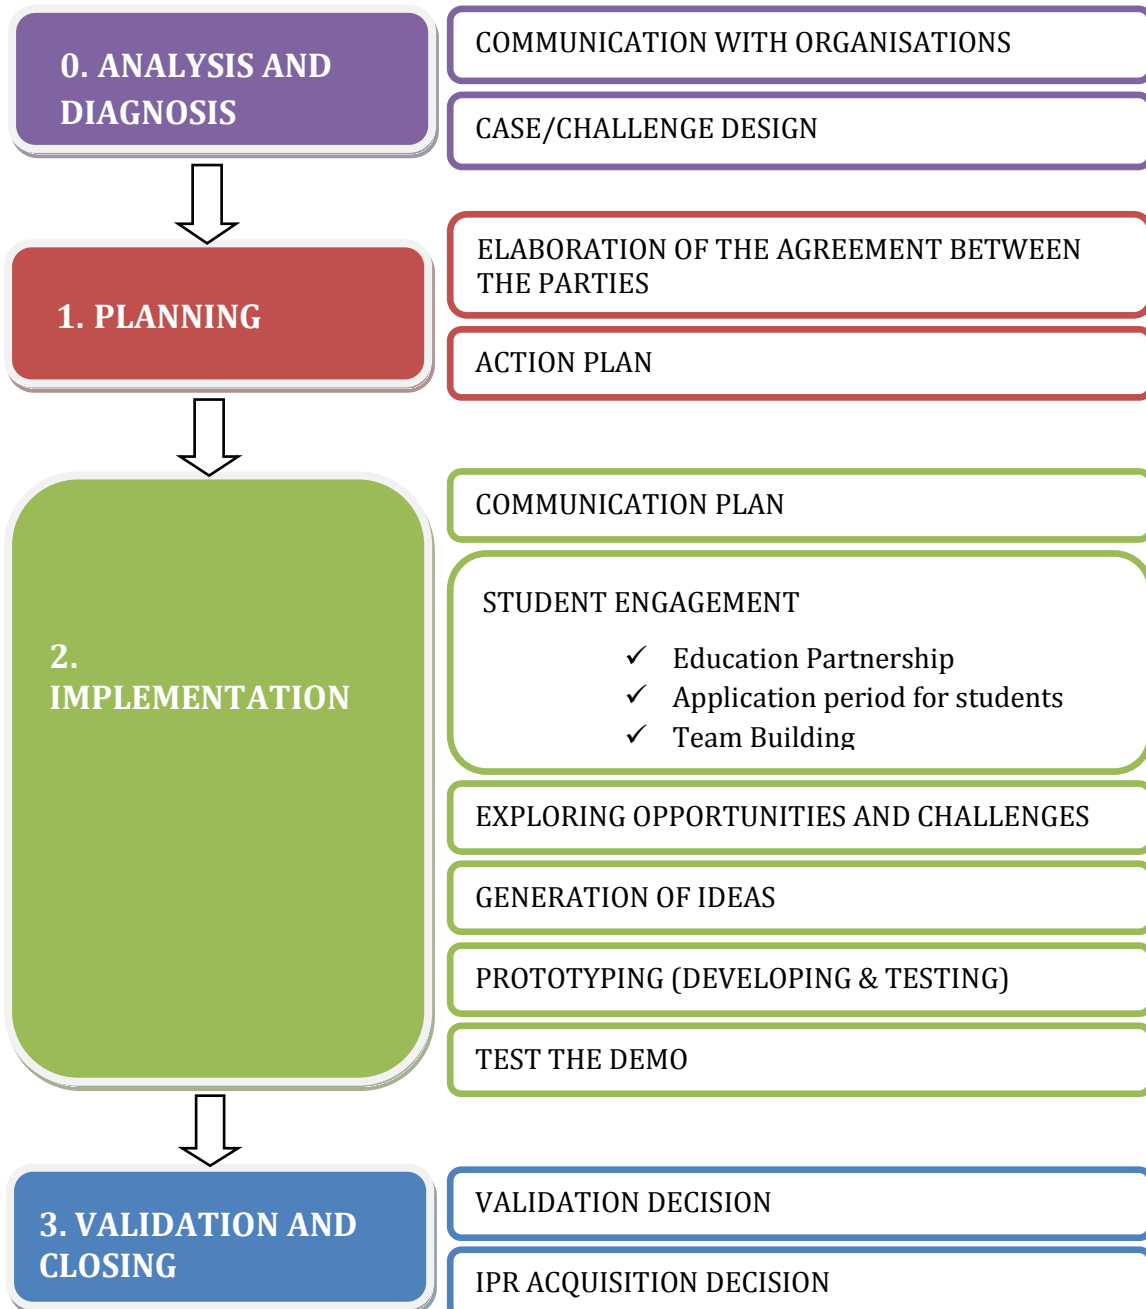 0. ANALYSIS AND
DIAGNOSIS
COMMUNICATION WITH ORGANISATIONS
CASE/CHALLENGE DESIGN
1. PLANNING
ELABORATION OF THE AGREEMENT BETWEEN
THE PARTIES
ACTION PLAN
2.
IMPLEMENTATION
COMMUNICATION PLAN
STUDENT ENGAGEMENT
✓ Education Partnership
✓ Application period for students
✓ Team Building
EXPLORING OPPORTUNITIES AND CHALLENGES
GENERATION OF IDEAS
PROTOTYPING (DEVELOPING & TESTING)
TEST THE DEMO
3. VALIDATION AND
CLOSING
VALIDATION DECISION
IPR ACQUISITION DECISION